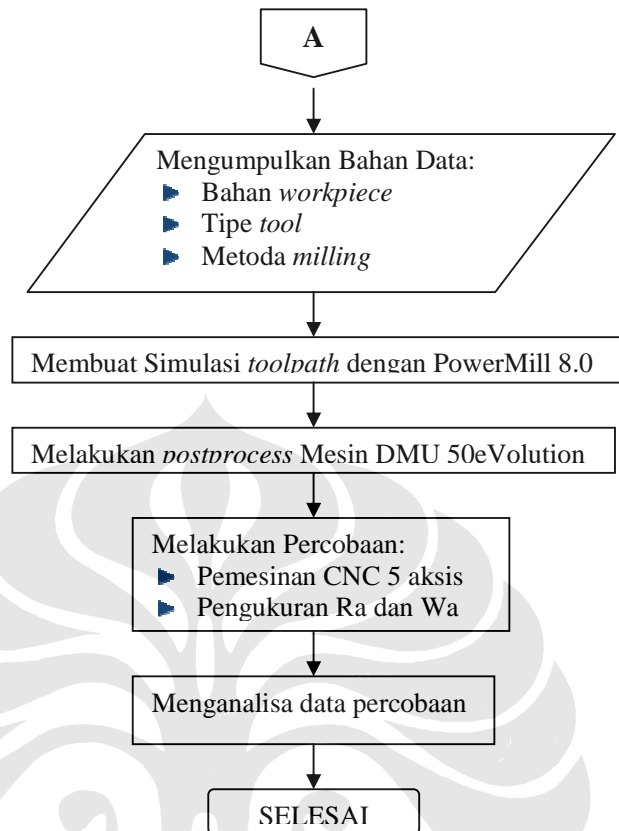 A
Mengumpulkan Bahan Data:
Bahan workpiece
Tipe tool
Metoda milling
Membuat Simulasi toolpath dengan PowerMill 8.0
Melakukan postprocess Mesin DMU 50eVolution
Melakukan Percobaan:
Pemesinan CNC 5 aksis
Pengukuran Ra dan Wa
Menganalisa data percobaan
SELESAI